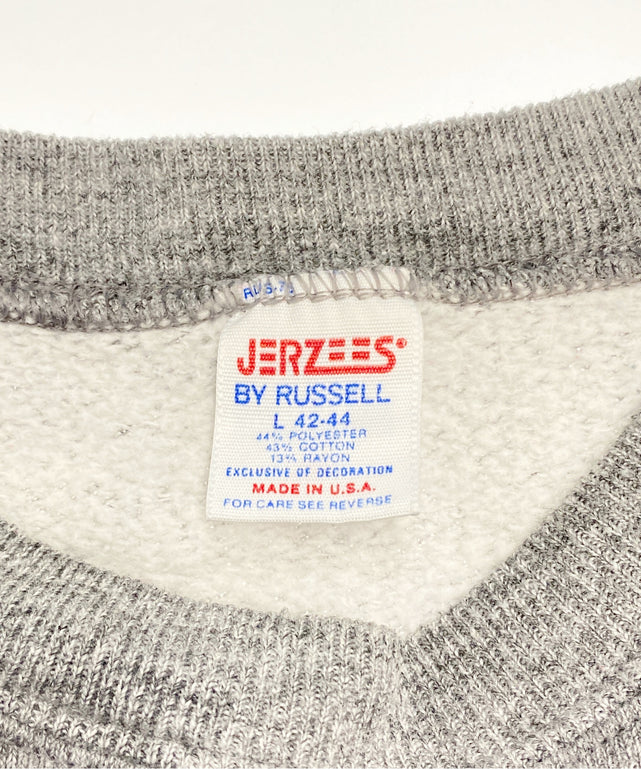 JERZEES®
BY RUSSELL
L 42-44
44% POLYESTER
43% COTTON
13% RAYON
EXCLUSIVE OF DECORATION
MADE IN U.S.A.
FOR CARE SEE REVERSE